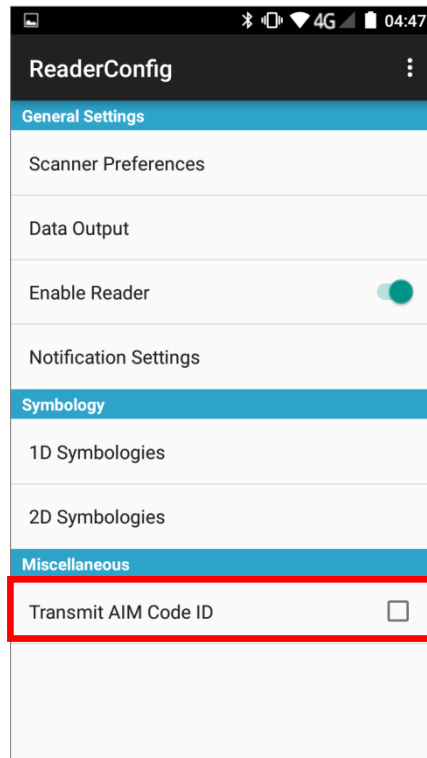 4G 04:47
ReaderConfig
General Settings
Scanner Preferences
Data Output
Enable Reader
Notification Settings
Symbology
1D Symbologies
2D Symbologies
Miscellaneous
Transmit AIM Code ID